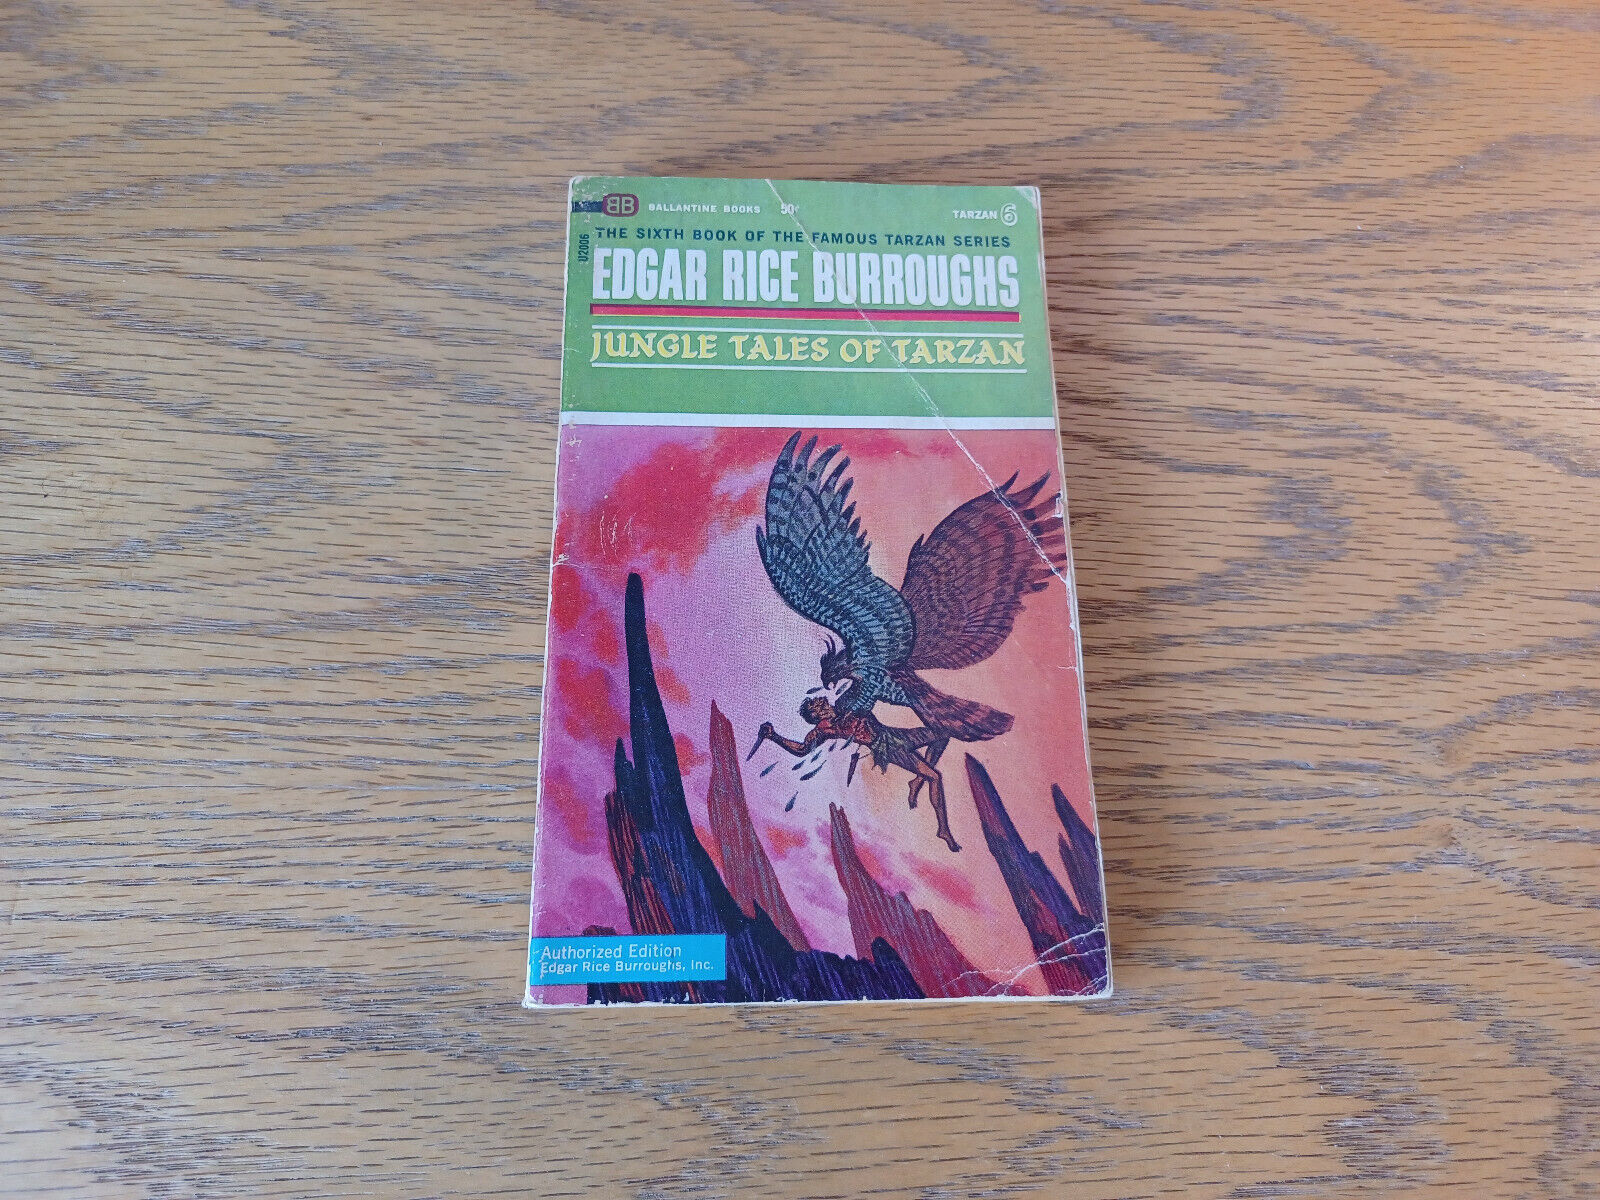 BB BALLANTINE BOOKS 50¢ TARZAN 6
U2006
THE SIXTH BOOK OF THE FAMOUS TARZAN SERIES
EDGAR RICE BURROUGHS
JUNGLE TALES OF TARZAN
Authorized Edition
Edgar Rice Burroughs, Inc.